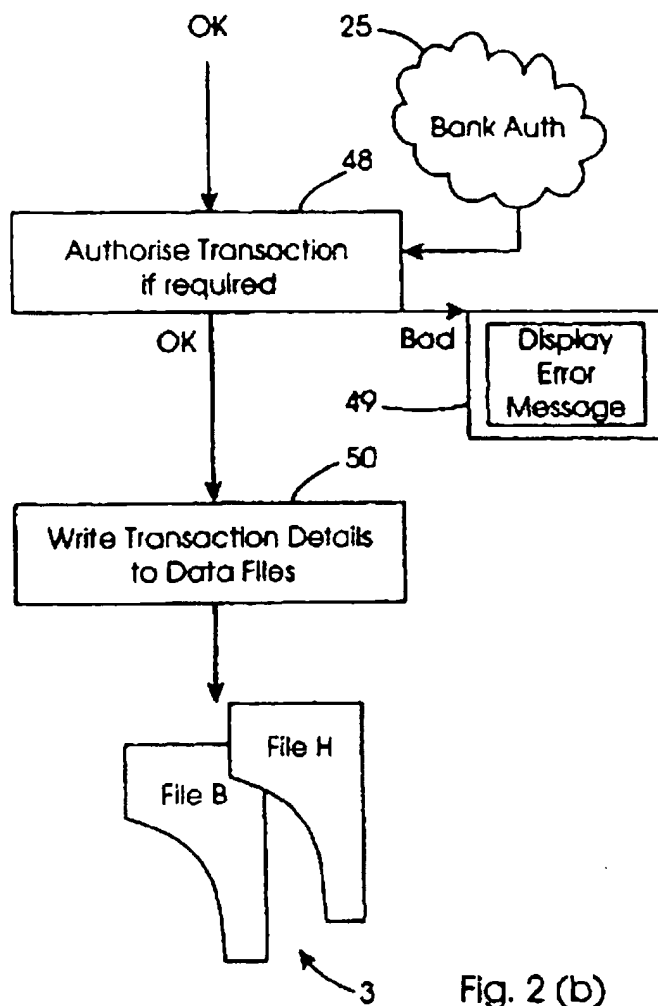 OK
25
Bank Auth
48
Authorise Transaction
if required
OK
Bad
Display
Error
Message
49
50
Write Transaction Details
to Data Files
File H
File B
3
Fig. 2 (b)